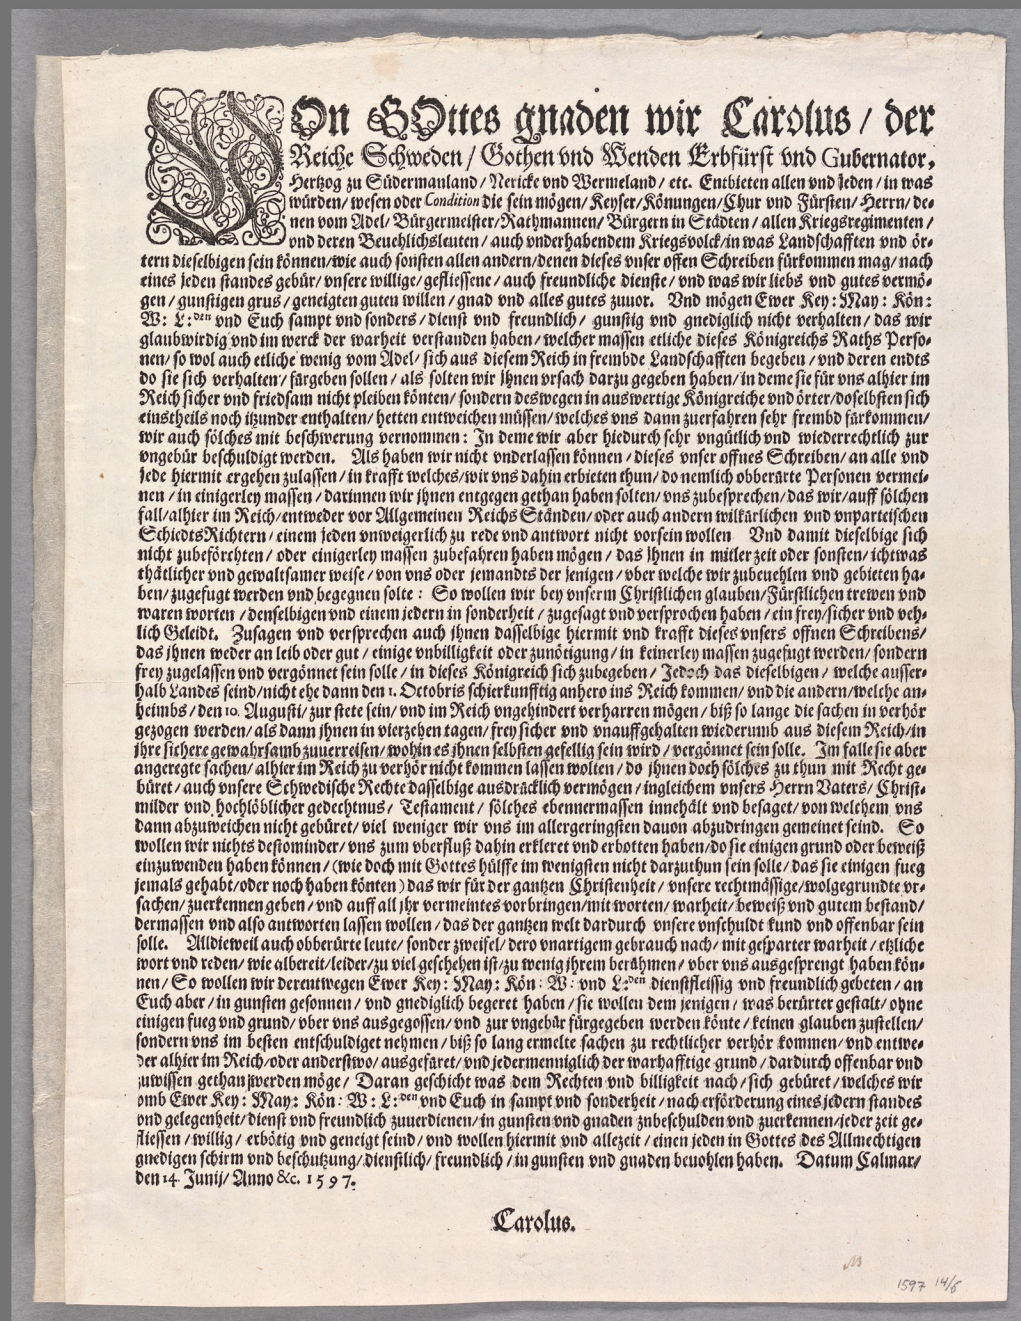 VOn GOttes gnaden wir Carolus / der
Reiche Schweden / Gothen vnd Wenden Erbfürst vnd Gubernator,
Hertzog zu Südermanland / Nericke vnd Wermeland / etc. Entbieten allen vnd jeden / in was
würden / wesen oder Condition die sein mögen / Keyser / Könungen / Chur vnd Fürsten / Herrn / de-
nen vom Adel / Bürgermeister / Rathmannen / Bürgern in Städten / allen Kriegsregimenten /
vnd deren Beuehlichsleuten / auch vnderhabendem Kriegsvolck / in was Landschafften vnd ör-
tern dieselbigen sein können / wie auch sonsten allen andern / denen dieses vnser offen Schreiben fürkommen mag / nach
eines jeden standes gebür / vnsere willige / gefliessene / auch freundliche dienste / vnd was wir liebs vnd gutes vermö-
gen / gunstigen grus / geneigten guten willen / gnad vnd alles gutes zuuor. Vnd mögen Ewer Key: May: Kön:
W: L:den vnd Euch sampt vnd sonders / dienst vnd freundlich / gunstig vnd gnediglich nicht verhalten / das wir
glaubwirdig vnd im werck der warheit verstanden haben / welcher massen etliche dieses Königreichs Raths Perso-
nen / so wol auch etliche wenig vom Adel / sich aus diesem Reich in frembde Landschafften begeben / vnd deren endts
do sie sich verhalten / fürgeben sollen / als solten wir jhnen vrsach darzu gegeben haben / in deme sie für vns alhier im
Reich sicher vnd friedsam nicht pleiben könten / sondern deswegen in auswertige Königreiche vnd örter / doselbsten sich
einstheils noch itzunder enthalten / hetten entweichen müssen / welches vns dann zuerfahren sehr frembd fürkommen /
wir auch sölches mit beschwerung vernommen: In deme wir aber hiedurch sehr vngütlich vnd wiederrechtlich zur
vngebür beschuldigt werden. Als haben wir nicht vnderlassen können / dieses vnser offnes Schreiben / an alle vnd
jede hiermit ergehen zulassen / in krafft welches / wir vns dahin erbieten thun / do nemlich obberürte Personen vermei-
nen / in einigerley massen / darinnen wir jhnen entgegen gethan haben solten / vns zubesprechen / das wir / auff sölchen
fall / alhier im Reich / entweder vor Allgemeinen Reichs Ständen / oder auch andern wilkürlichen vnd vnparteischen
SchiedtsRichtern / einem jeden vnweigerlich zu rede vnd antwort nicht vorsein wollen Vnd damit dieselbige sich
nicht zubeförchten / oder einigerley massen zubefahren haben mögen / das jhnen in mitler zeit oder sonsten / ichtwas
thätlicher vnd gewaltsamer weise / von vns oder jemandts der jenigen / vber welche wir zubeuehlen vnd gebieten ha-
ben / zugefugt werden vnd begegnen solte: So wollen wir bey vnserm Christlichen glauben / Fürstlichen trewen vnd
waren worten / denselbigen vnd einem jedern in sonderheit / zugesagt vnd versprochen haben / ein frey / sicher vnd veh-
lich Geleidt. Zusagen vnd versprechen auch jhnen dasselbige hiermit vnd krafft dieses vnsers offnen Schreibens /
das jhnen weder an leib oder gut / einige vnbilligkeit oder zunötigung / in keinerley massen zugefugt werden / sondern
frey zugelassen vnd vergönnet sein solle / in dieses Königreich sich zubegeben / Jedoch das dieselbigen / welche ausser-
halb Landes seind / nicht ehe dann den 1. Octobris schierkunfftig anhero ins Reich kommen / vnd die andern / welche an-
heimbs / den 10. Augusti / zur stete sein / vnd im Reich vngehindert verharren mögen / biß so lange die sachen in verhör
gezogen werden / als dann jhnen in vierzehen tagen / frey sicher vnd vnauffgehalten wiederumb aus diesem Reich / in
jhre sichere gewahrsamb zuuerreisen / wohin es jhnen selbsten gefellig sein wird / vergönnet sein solle. Im falle sie aber
angeregte sachen / alhier im Reich zu verhör nicht kommen lassen wolten / do jhnen doch sölches zu thun mit Recht ge-
büret / auch vnsere Schwedische Rechte dasselbige ausdrücklich vermögen / ingleichem vnsers Herrn Vaters / Christ-
milder vnd hochlöblicher gedechtnus / Testament / sölches ebennermassen innehält vnd besaget / von welchem vns
dann abzuweichen nicht gebüret / viel weniger wir vns im allergeringsten dauon abzudringen gemeinet seind. So
wollen wir nichts destominder / vns zum vberfluß dahin erkleret vnd erbotten haben / do sie einigen grund oder beweiß
einzuwenden haben können / (wie doch mit Gottes hülffe im wenigsten nicht darzuthun sein solle / das sie einigen fueg
jemals gehabt / oder noch haben könten) das wir für der gantzen Christenheit / vnsere rechtmässige / wolgegrundte vr-
sachen / zuerkennen geben / vnd auff all jhr vermeintes vorbringen / mit worten / warheit / beweiß vnd gutem bestand /
dermassen vnd also antworten lassen wollen / das der gantzen welt dardurch vnsere vnschuldt kund vnd offenbar sein
solle. Alldieweil auch obberürte leute / sonder zweifel / dero vnartigem gebrauch nach / mit gesparter warheit / etzliche
wort vnd reden / wie albereit / leider / zu viel geschehen ist / zu wenig jhrem berühmen / vber vns ausgesprengt haben kön-
nen / So wollen wir derentwegen Ewer Key: May: Kön: W: vnd L:den dienstfleissig vnd freundlich gebeten / an
Euch aber / in gunsten gesonnen / vnd gnediglich begeret haben / sie wollen dem jenigen / was berürter gestalt / ohne
einigen fueg vnd grund / vber vns ausgegossen / vnd zur vngebür fürgegeben werden könte / keinen glauben zustellen /
sondern vns im besten entschuldiget nehmen / biß so lang ermelte sachen zu rechtlicher verhör kommen / vnd entwe-
der alhier im Reich / oder anderstwo / ausgefüret / vnd jedermenniglich der warhafftige grund / dardurch offenbar vnd
zuwissen gethan werden möge / Daran geschicht was dem Rechten vnd billigkeit nach / sich gebüret / welches wir
omb Ewer Key: May: Kön: W: L:den vnd Euch in sampt vnd sonderheit / nach erförderung eines jedern standes
vnd gelegenheit / dienst vnd freundlich zuuerdienen / in gunsten vnd gnaden znbeschulden vnd zuerkennen / jeder zeit ge-
fliessen / willig / erbötig vnd geneigt seind / vnd wollen hiermit vnd allezeit / einen jeden in Gottes des Allmechtigen
gnedigen schirm vnd beschutzung / dienstlich / freundlich / in gunsten vnd gnaden beuohlen haben. Datum Calmar /
den 14. Junij / Anno &c. 1597.
Carolus.
1597 14/6